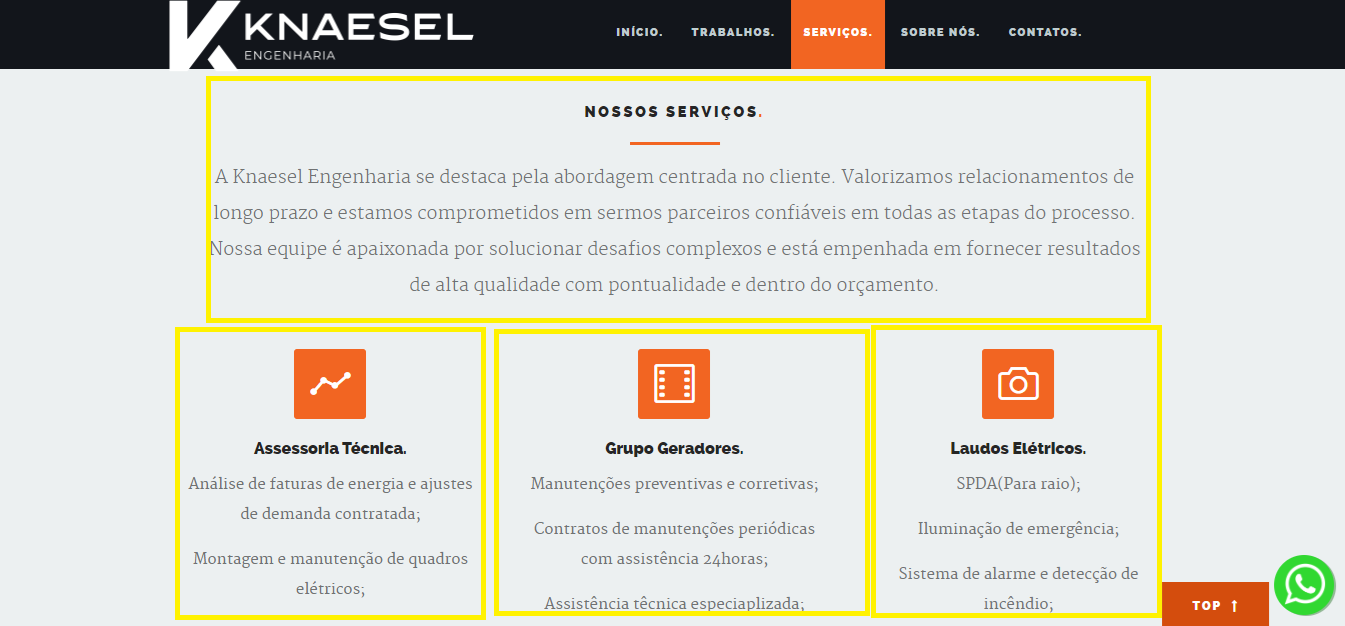 KNAESEL
ENGENHARIA
INÍCIO. TRABALHOS. SERVIÇOS. SOBRE NÓS. CONTATOS.
NOSSOS SERVIÇOS.
A Knaesel Engenharia se destaca pela abordagem centrada no cliente. Valorizamos relacionamentos de
longo prazo e estamos comprometidos em sermos parceiros confiáveis em todas as etapas do processo.
Nossa equipe é apaixonada por solucionar desafios complexos e está empenhada em fornecer resultados
de alta qualidade com pontualidade e dentro do orçamento.
Assessoria Técnica.
Análise de faturas de energia e ajustes
de demanda contratada;
Montagem e manutenção de quadros
elétricos;
Grupo Geradores.
Manutenções preventivas e corretivas;
Contratos de manutenções periódicas
com assistência 24horas;
Assistência têcnica especiaplizada;
Laudos Elétricos.
SPDA(Para raio);
Iluminação de emergência;
Sistema de alarme e detecção de
incêndio;
TOP ↑